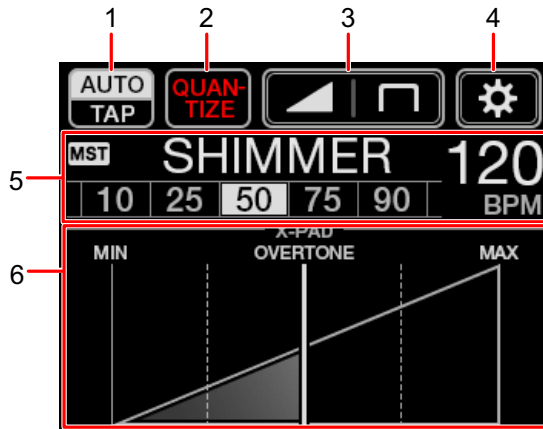 1 2 3 4
AUTO
TAP
QUAN-
TIZE
5
MST SHIMMER 120
10 25 50 75 90 BPM
6
X-PAD
MIN OVERTONE MAX